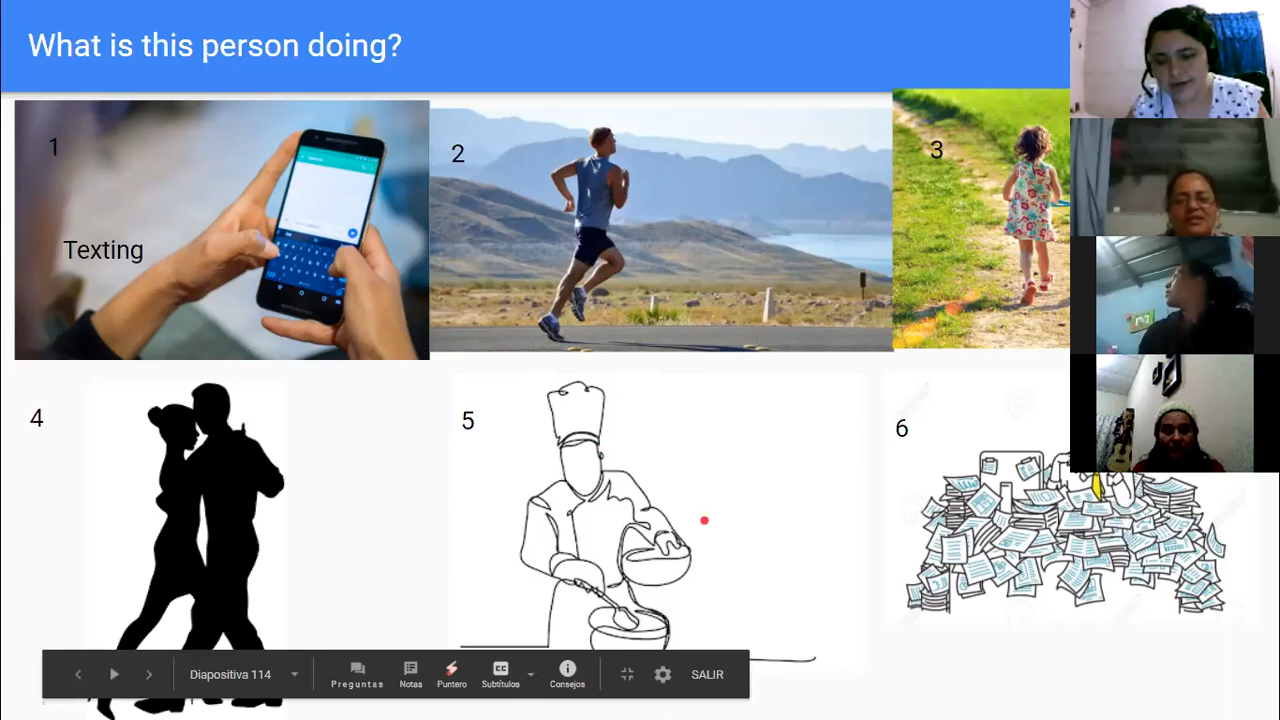 What is this person doing?
1
2
3
Texting
4
5
6
Diapositiva 114
Preguntas
Notas
Puntero
CC
Subtítulos
Consejos
SALIR